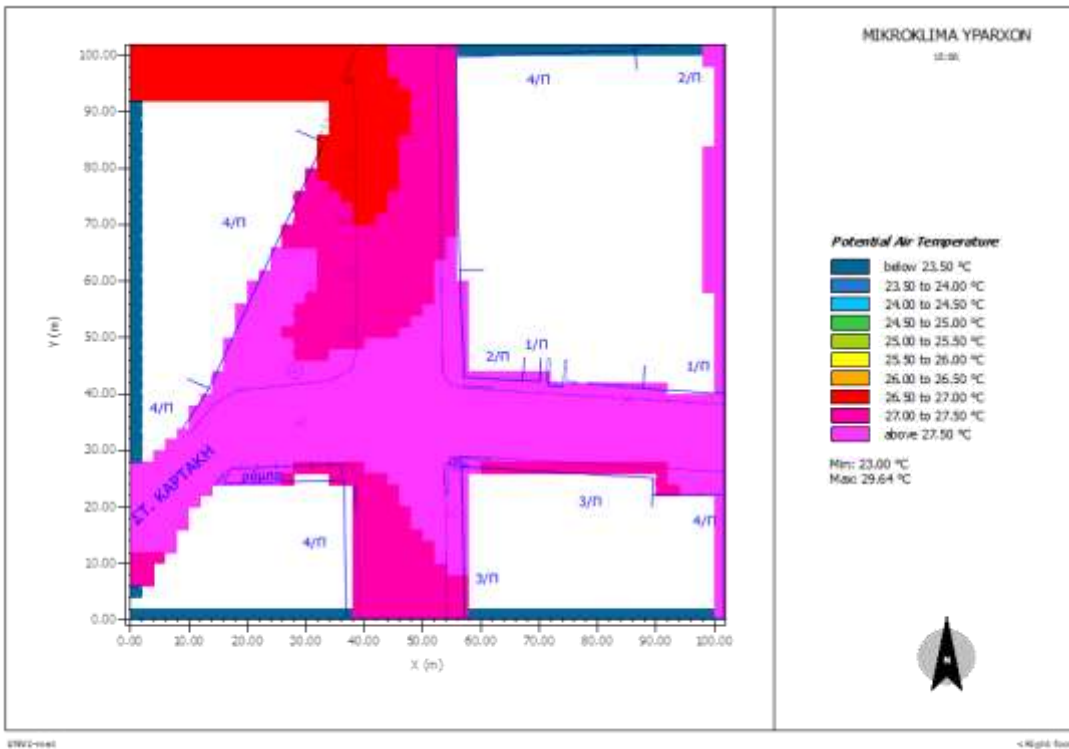 ΜΙΚROKLIMA YPARXON
100.00
90.00
80.00
70.00
60.00
50.00
40.00
30.00
20.00
10.00
0.00
Y (m)
0.00 10.00 20.00 30.00 40.00 50.00 60.00 70.00 80.00 90.00 100.00
X (m)
4/Π
2/Π
4/Π
2/Π
1/Π
1/Π
4/Π
ΣΤ. ΚΑΡΤΑΚΗ
ράμπα
4/Π
3/Π
3/Π
4/Π
Potential Air Temperature
below 23.50 °C
23.50 to 24.00 °C
24.00 to 24.50 °C
24.50 to 25.00 °C
25.00 to 25.50 °C
25.50 to 26.00 °C
26.00 to 26.50 °C
26.50 to 27.00 °C
27.00 to 27.50 °C
above 27.50 °C
Min: 23.00 °C
Max: 29.64 °C
N